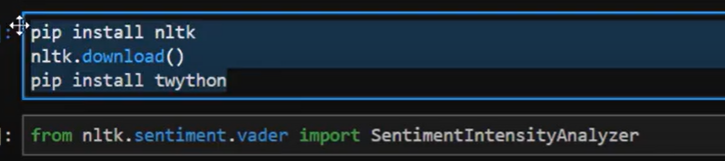 ]:
pip install nltk
nltk.download()
pip install twython
]:
from nltk.sentiment.vader import SentimentIntensityAnalyzer